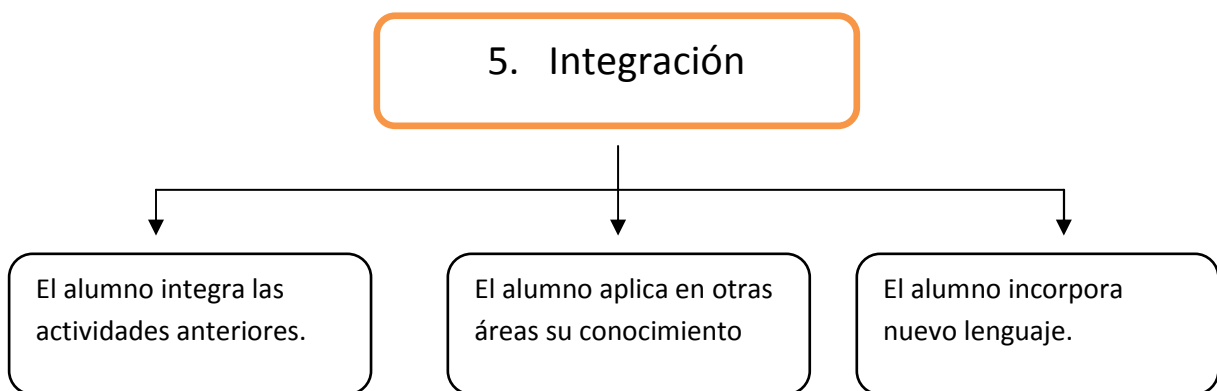 5. Integración
El alumno integra las
actividades anteriores.
El alumno aplica en otras
áreas su conocimiento
El alumno incorpora
nuevo lenguaje.